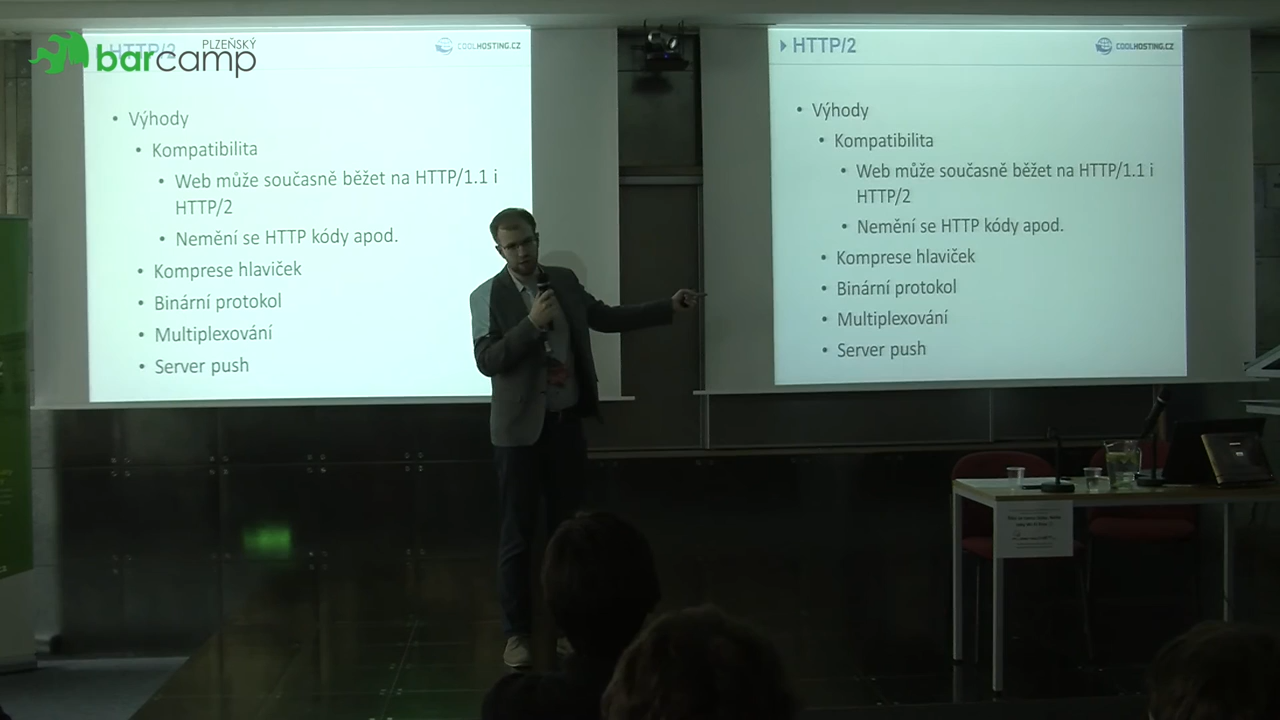 PLZEŇSKÝ
barcamp
HTTP/2
COOLHOSTING.CZ
• Výhody
• Kompatibilita
• Web může současně běžet na HTTP/1.1 i
HTTP/2
• Nemění se HTTP kódy apod.
• Komprese hlaviček
• Binární protokol
• Multiplexování
• Server push
HTTP/2
COOLHOSTING.CZ
• Výhody
• Kompatibilita
• Web může současně běžet na HTTP/1.1 i
HTTP/2
• Nemění se HTTP kódy apod.
• Komprese hlaviček
• Binární protokol
• Multiplexování
• Server push